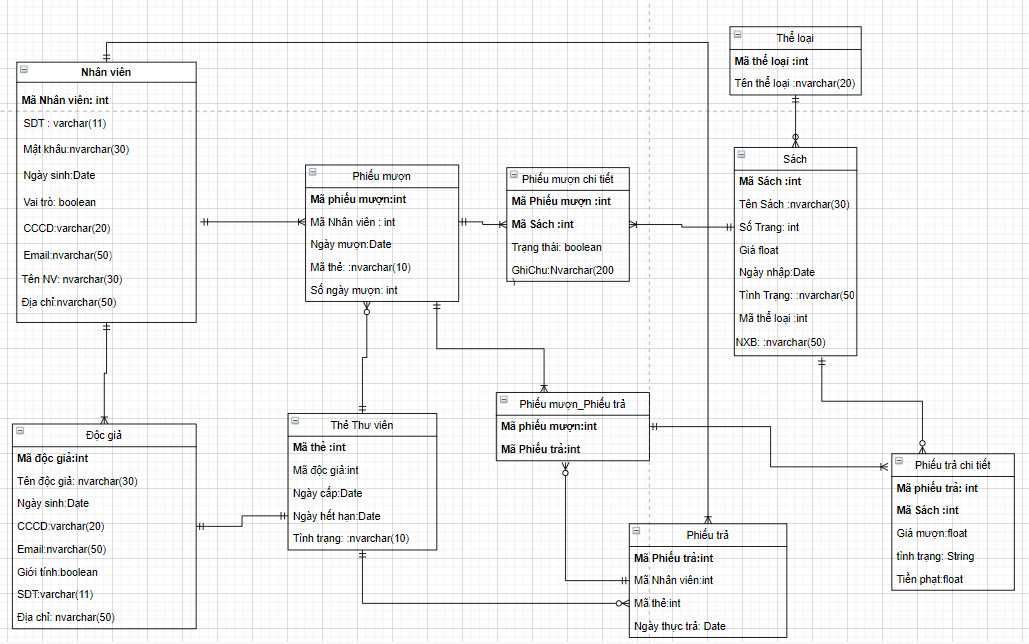 Thể loại
Mã thể loại :int
Tên thể loại :nvarchar(20)
Nhân viên
Mã Nhân viên: int
SDT : varchar(11)
Mật khẩu:nvarchar(30)
Ngày sinh:Date
Vai trò: boolean
CCCD:varchar(20)
Email:nvarchar(50)
Tên NV: nvarchar(30)
Địa chỉ:nvarchar(50)
Phiếu mượn
Mã phiếu mượn:int
Mã Nhân viên : int
Ngày mượn:Date
Mã thẻ: :nvarchar(10)
Số ngày mượn: int
Phiếu mượn chi tiết
Mã Phiếu mượn :int
Mã Sách :int
Trạng thái: boolean
GhiChu:Nvarchar(200
)
Sách
Mã Sách :int
Tên Sách :nvarchar(30)
Số Trang: int
Giá float
Ngày nhập:Date
Tình Trạng: :nvarchar(50
Mã thể loại :int
NXB: :nvarchar(50)
Độc giả
Mã độc giả:int
Tên độc giả: nvarchar(30)
Ngày sinh:Date
CCCD:varchar(20)
Email:nvarchar(50)
Giới tính:boolean
SDT:varchar(11)
Địa chỉ: nvarchar(50)
Thẻ Thư viên
Mã thẻ :int
Mã độc giả:int
Ngày cấp:Date
Ngày hết hạn:Date
Tình trạng: :nvarchar(10)
Phiếu mượn_Phiếu trả
Mã phiếu mượn:int
Mã Phiếu trả:int
Phiếu trả
Mã Phiếu trả:int
Mã Nhân viên:int
Mã thẻ:int
Ngày thực trả: Date
Phiếu trả chi tiết
Mã phiếu trả: int
Mã Sách :int
Giá mượn:float
tình trạng: String
Tiền phạt:float